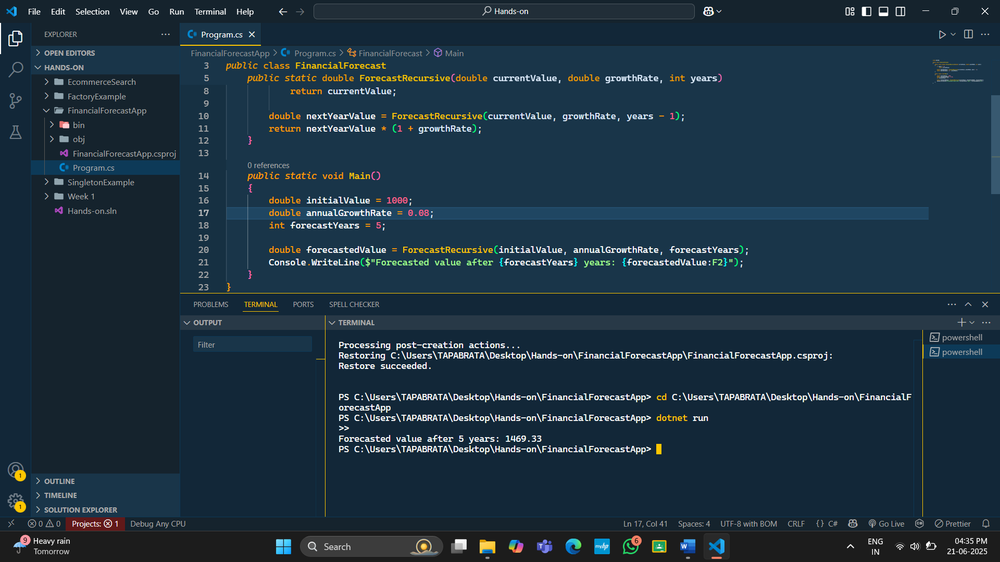 File Edit Selection View Go Run Terminal Help
Hands-on
EXPLORER
Program.cs
OPEN EDITORS
HANDS-ON
EcommerceSearch
FactoryExample
FinancialForecastApp
bin
obj
FinancialForecastApp.csproj
Program.cs
SingletonExample
Week 1
Hands-on.sln
OUTLINE
TIMELINE
SOLUTION EXPLORER
FinancialForecastApp > Program.cs > FinancialForecast > Main
3 public class FinancialForecast
5 public static double ForecastRecursive(double currentValue, double growthRate, int years)
8 return currentValue;
9
10 double nextYearValue = ForecastRecursive(currentValue, growthRate, years - 1);
11 return nextYearValue * (1 + growthRate);
12 }
13
0 references
14 public static void Main()
15 {
16 double initialValue = 1000;
17 double annualGrowthRate = 0.08;
18 int forecastYears = 5;
19
20 double forecastedValue = ForecastRecursive(initialValue, annualGrowthRate, forecastYears);
21 Console.WriteLine($"Forecasted value after {forecastYears} years: {forecastedValue:F2}");
22 }
23 }
PROBLEMS TERMINAL PORTS SPELL CHECKER
OUTPUT
Filter
TERMINAL
Processing post-creation actions...
Restoring C:\Users\TAPABRATA\Desktop\Hands-on\FinancialForecastApp\FinancialForecastApp.csproj:
Restore succeeded.
PS C:\Users\TAPABRATA\Desktop\Hands-on\FinancialForecastApp> cd C:\Users\TAPABRATA\Desktop\Hands-on\FinancialF
orecastApp
PS C:\Users\TAPABRATA\Desktop\Hands-on\FinancialForecastApp> dotnet run
>>
Forecasted value after 5 years: 1469.33
PS C:\Users\TAPABRATA\Desktop\Hands-on\FinancialForecastApp>
powershell
powershell
1
1
0 0 Projects: 1 Debug Any CPU
Ln 17, Col 41 Spaces: 4 UTF-8 with BOM CRLF {} C# Go Live Prettier
9
Heavy rain
Tomorrow
Search
myhp
6
ENG
IN
04:35 PM
21-06-2025